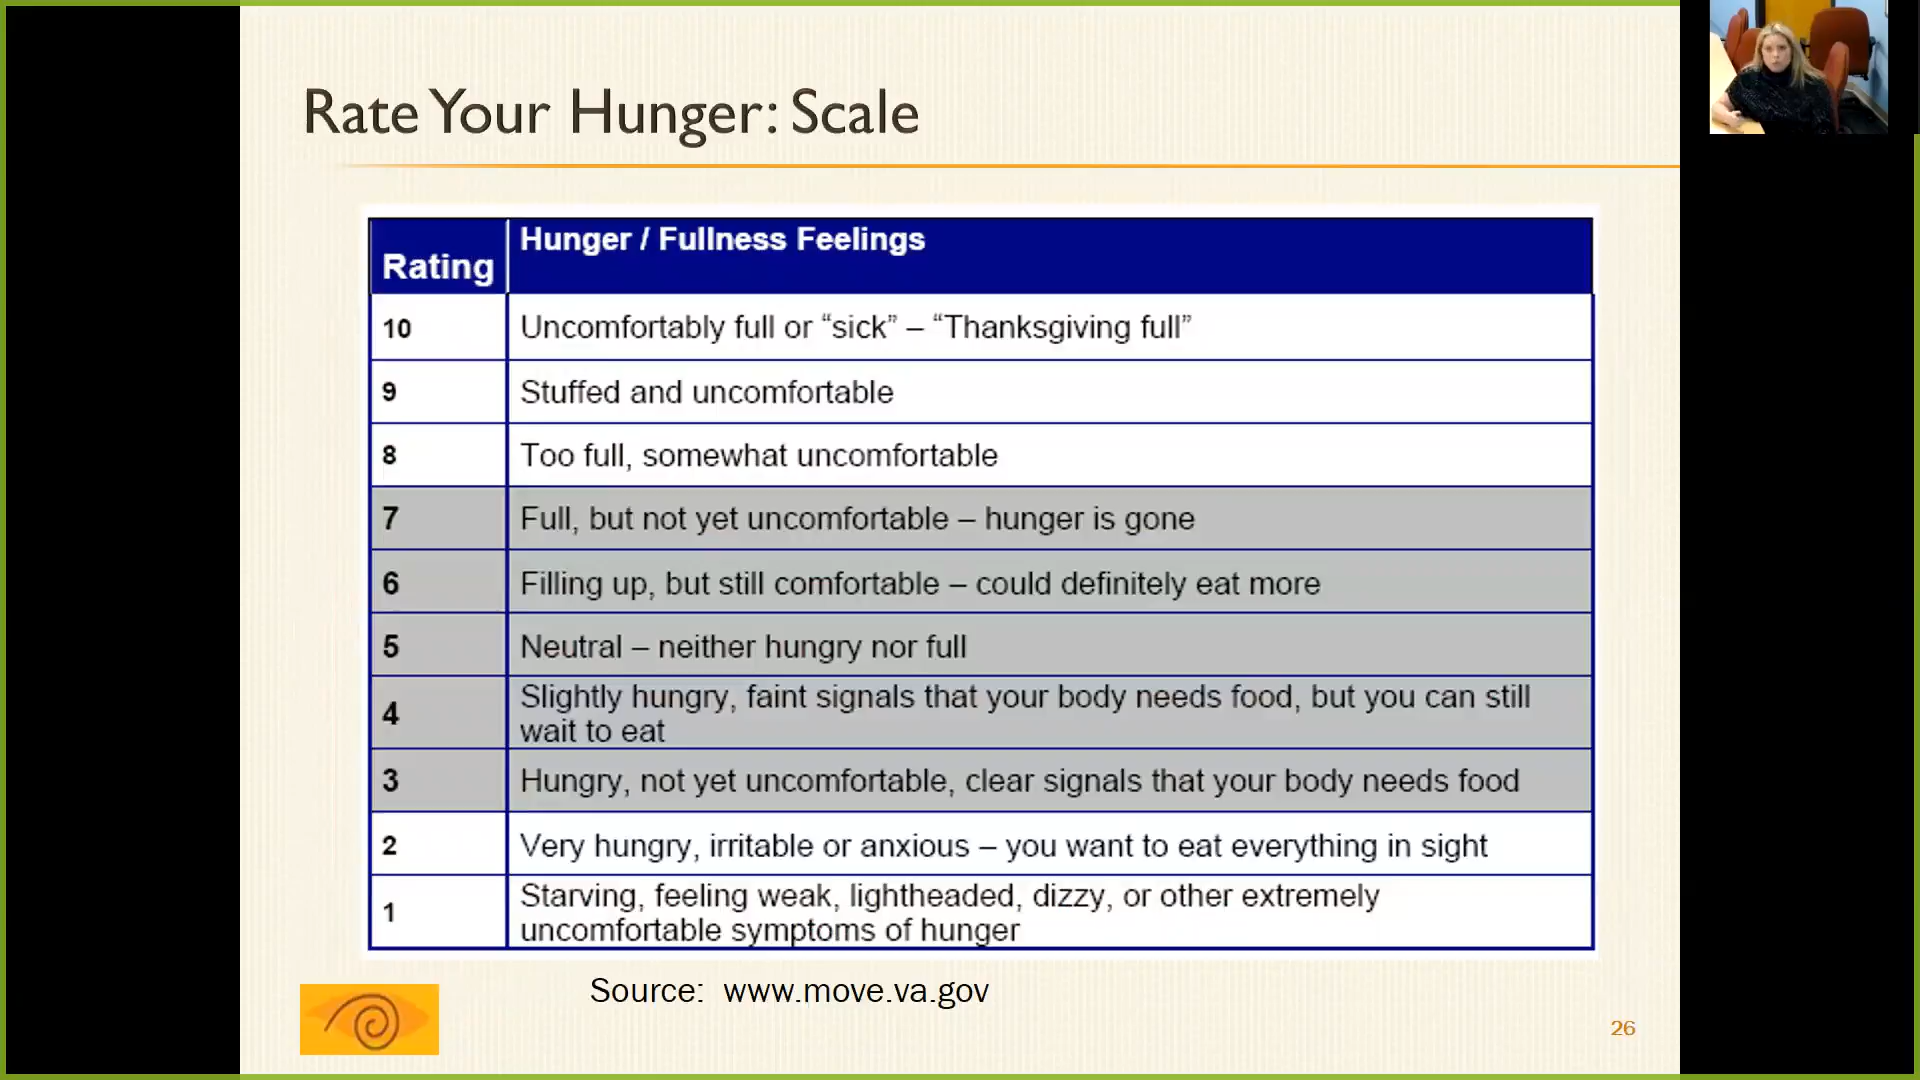 Rate Your Hunger: Scale
Rating
Hunger / Fullness Feelings
10
Uncomfortably full or “sick” – “Thanksgiving full”
9
Stuffed and uncomfortable
8
Too full, somewhat uncomfortable
7
Full, but not yet uncomfortable – hunger is gone
6
Filling up, but still comfortable – could definitely eat more
5
Neutral – neither hungry nor full
4
Slightly hungry, faint signals that your body needs food, but you can still
wait to eat
3
Hungry, not yet uncomfortable, clear signals that your body needs food
2
Very hungry, irritable or anxious – you want to eat everything in sight
1
Starving, feeling weak, lightheaded, dizzy, or other extremely
uncomfortable symptoms of hunger
Source: www.move.va.gov
26